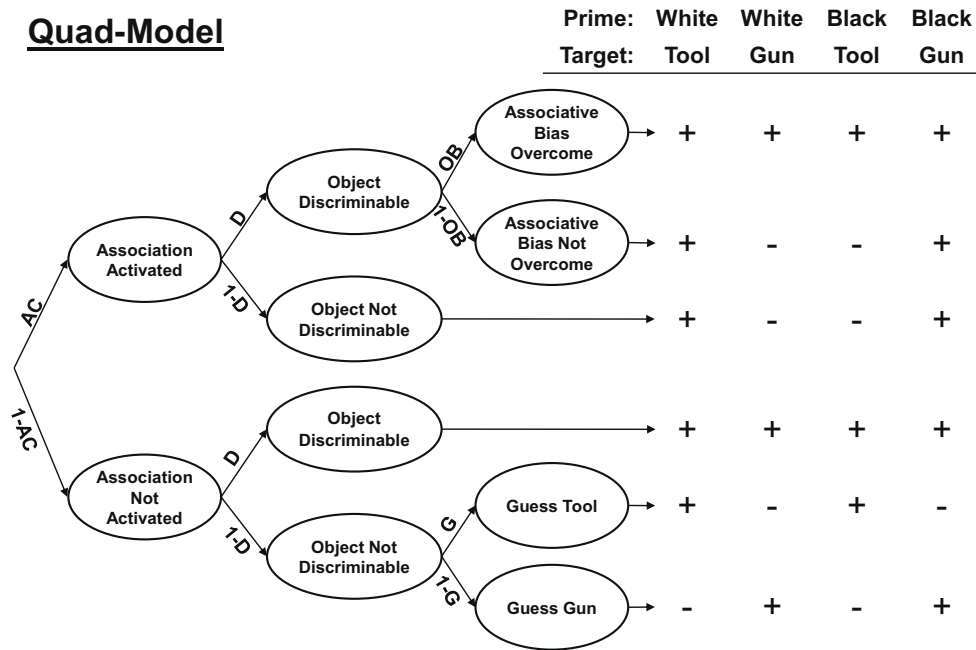 Quad-Model
Prime: White White Black Black
Target: Tool Gun Tool Gun
Associative
Bias
Overcome
+ + + +
OB
Object
Discriminable
1-OB
D
Associative
Bias Not
Overcome
+ - - +
Association
Activated
1-D
Object Not
Discriminable
+ - - +
AC
1-AC
Object
Discriminable
+ + + +
D
Association
Not
Activated
Guess Tool
+ - + -
G
1-D
Object Not
Discriminable
1-G
Guess Gun
- + - +